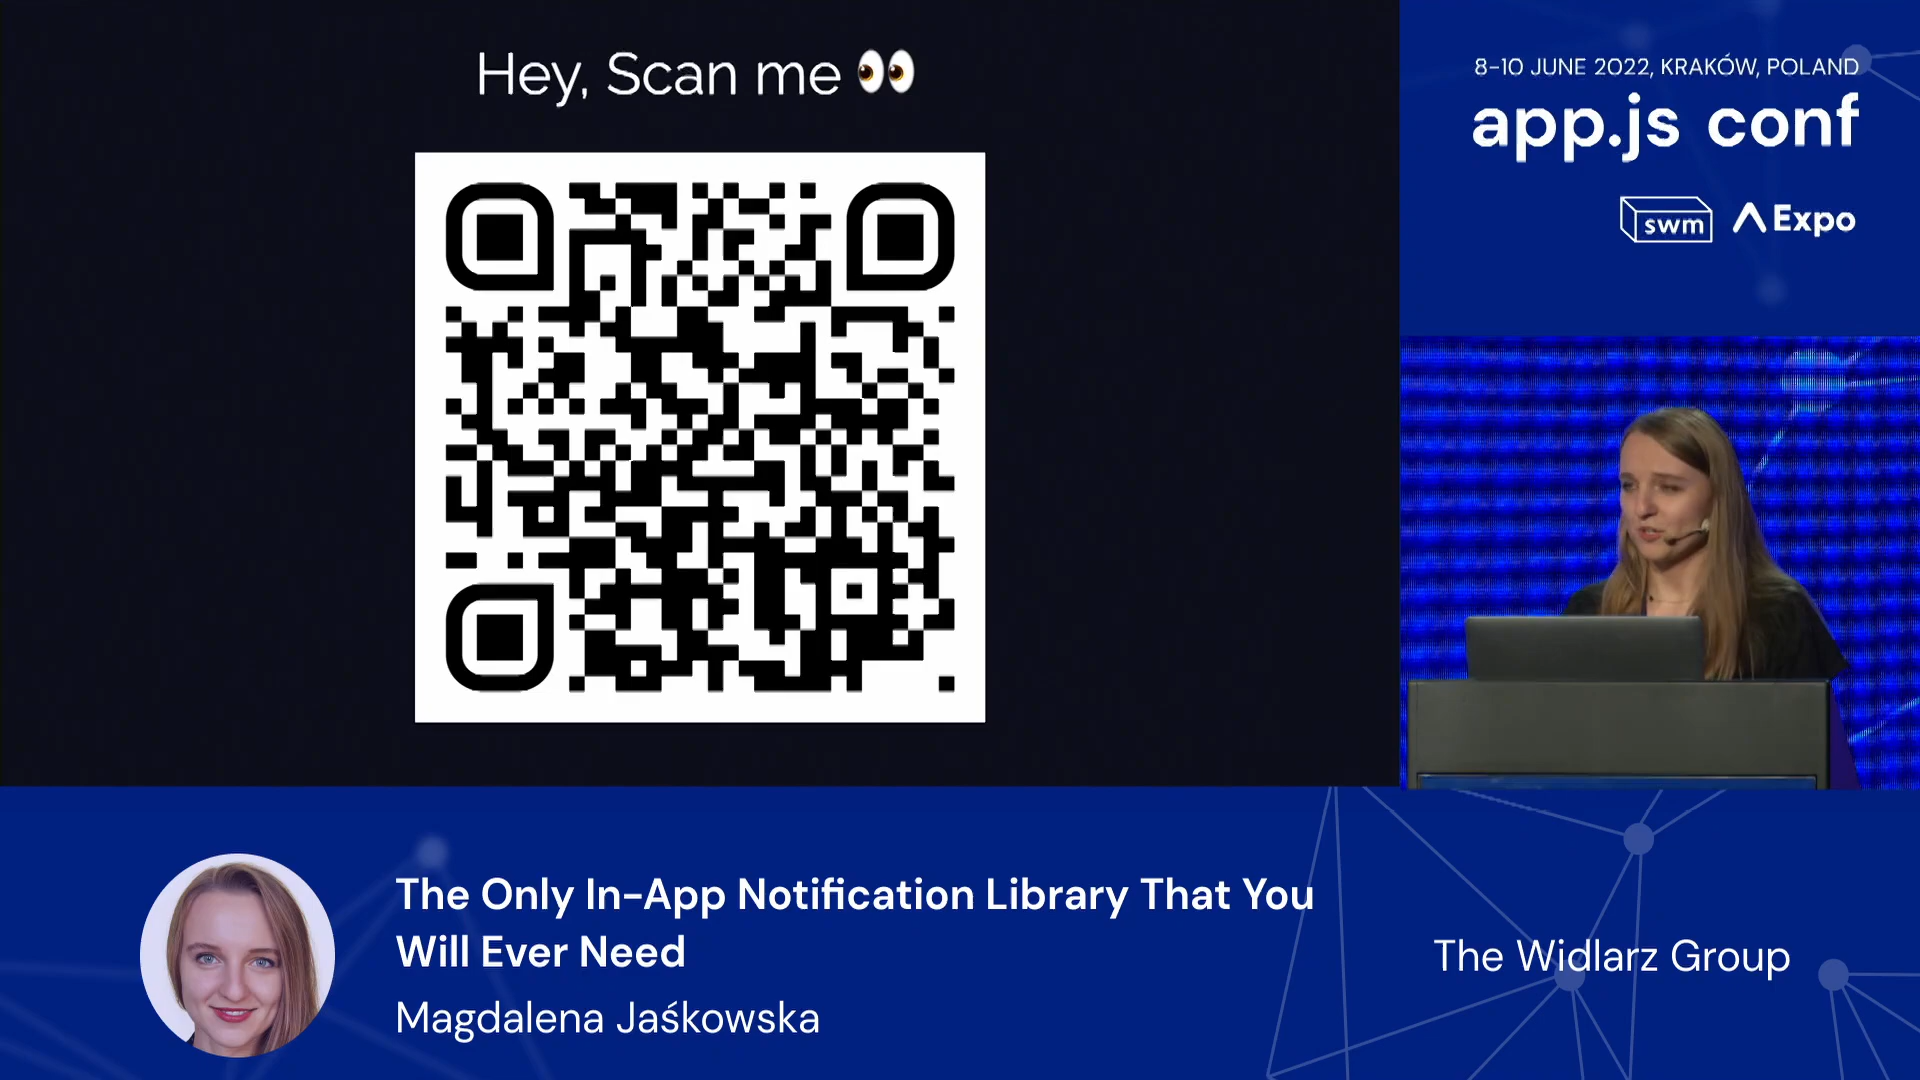 Hey, Scan me 👀
8–10 JUNE 2022, KRAKÓW, POLAND
app.js conf
swm Expo
The Only In-App Notification Library That You
Will Ever Need
Magdalena Jaśkowska
The Widlarz Group